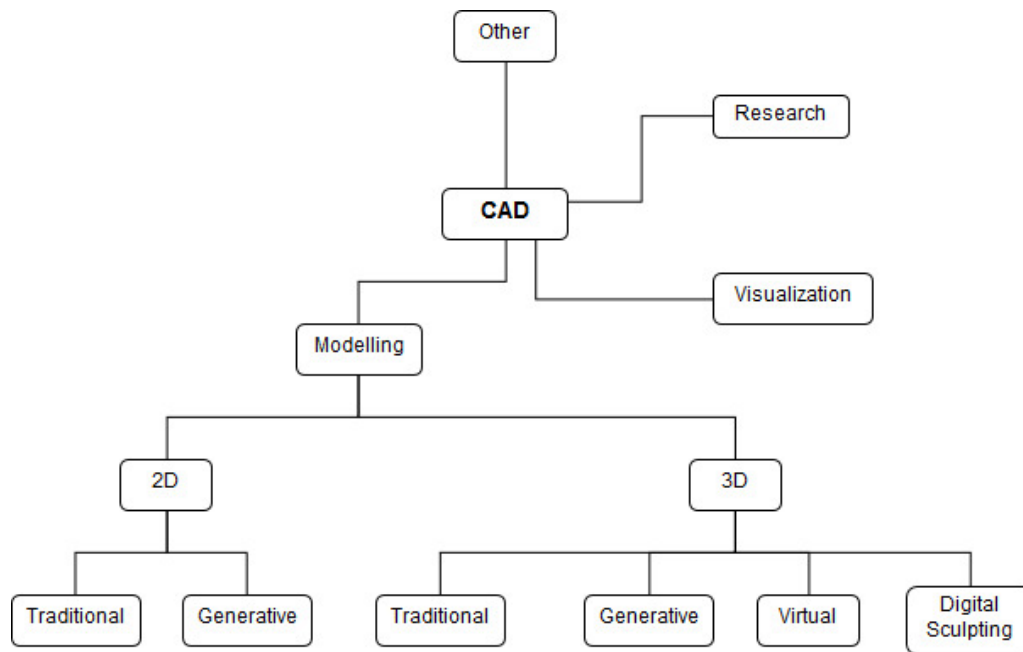 Other
Research
CAD
Visualization
Modelling
2D
3D
Traditional
Generative
Traditional
Generative
Virtual
Digital
Sculpting